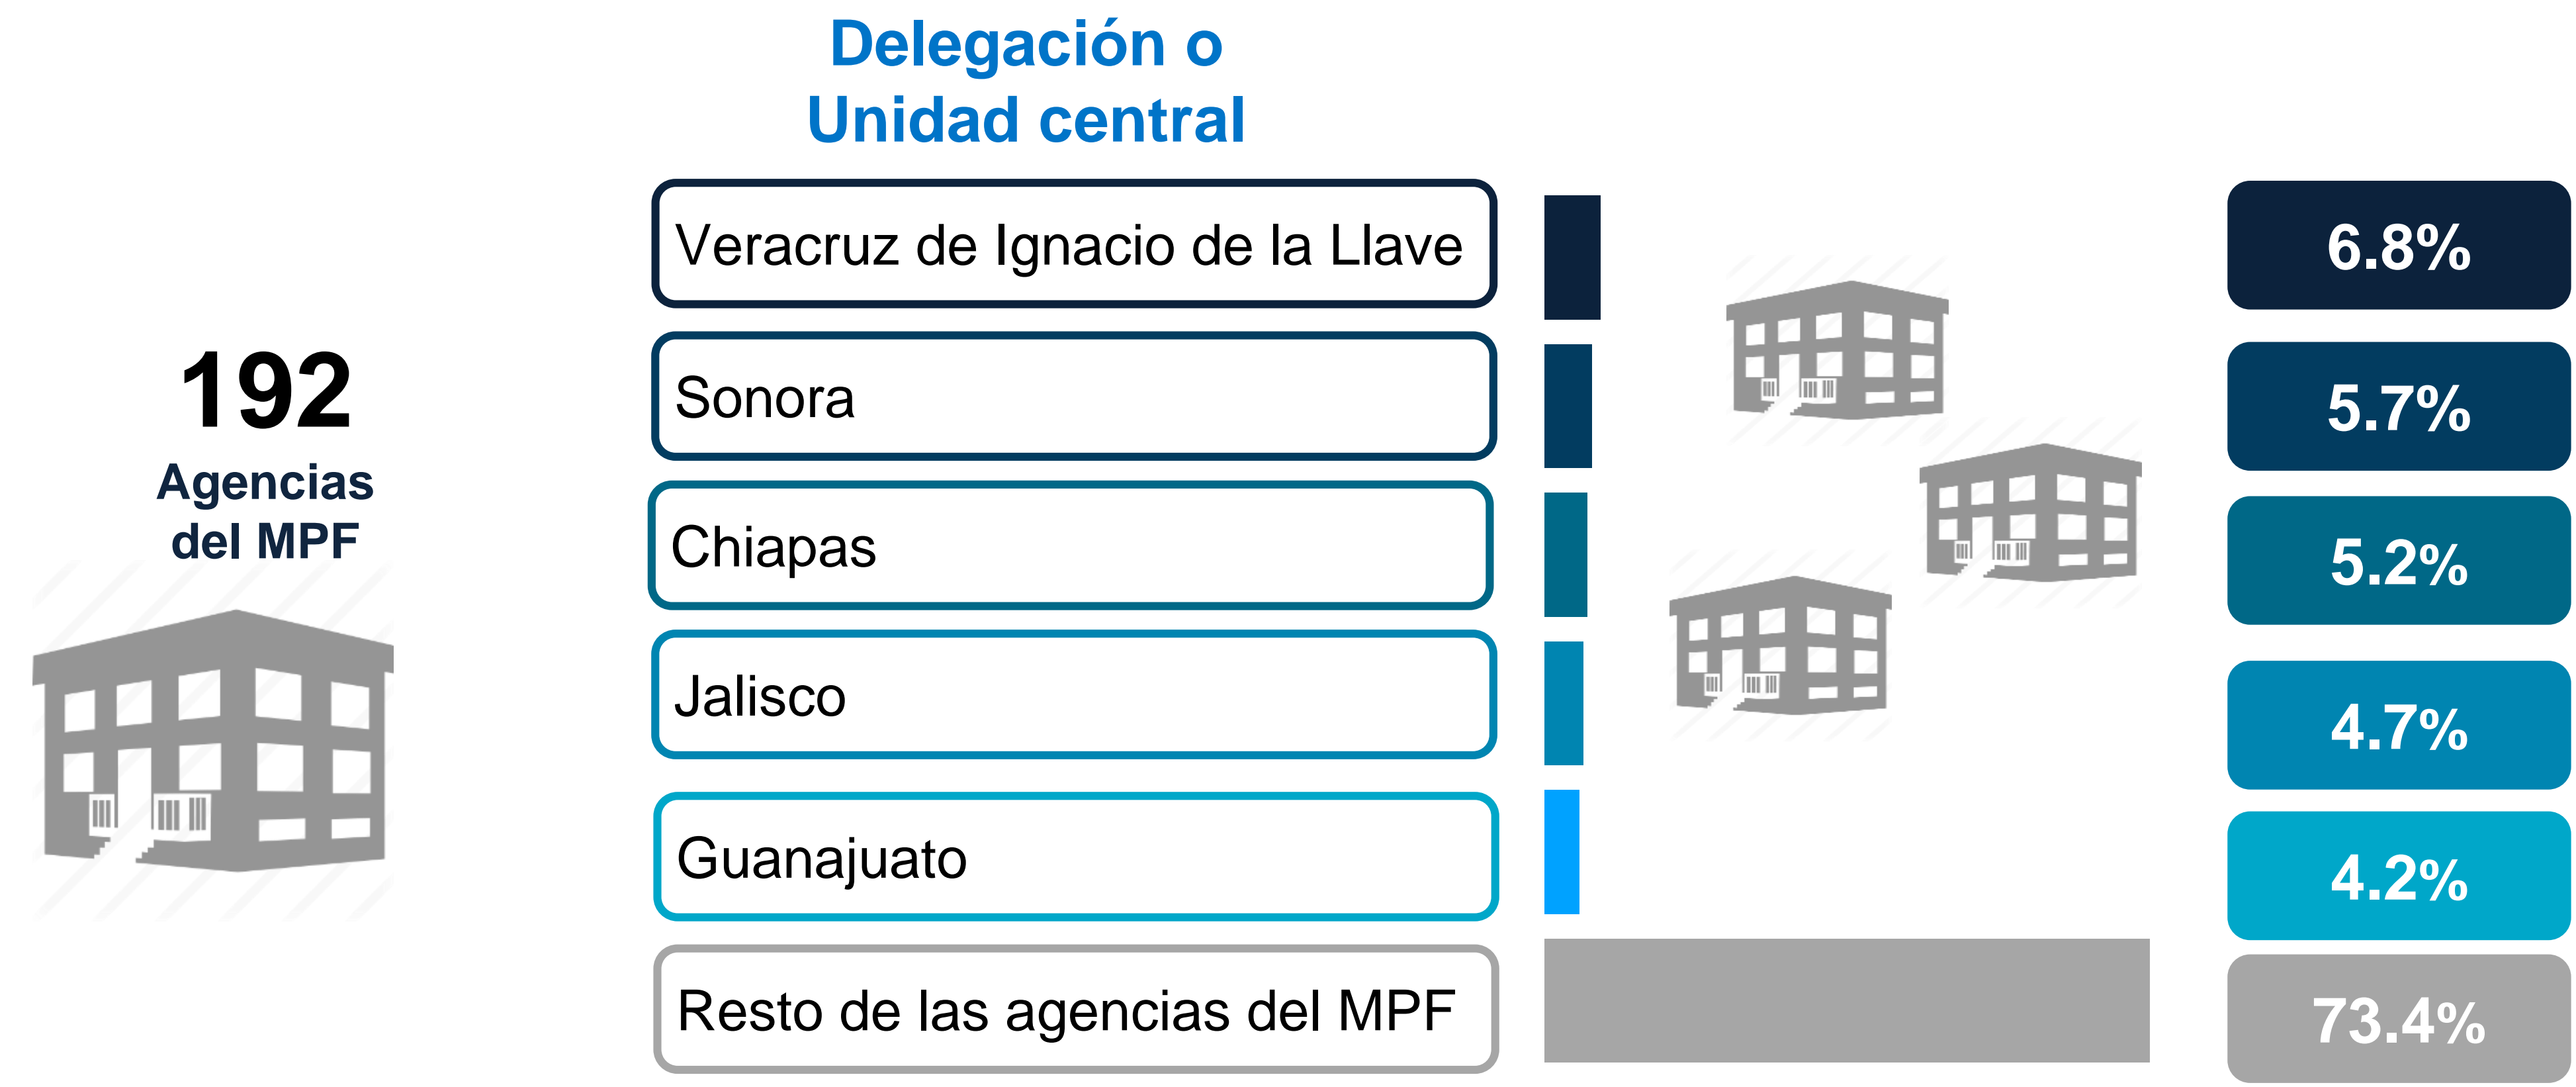 Delegación o
Unidad central
192
Agencias
del MPF
Veracruz de Ignacio de la Llave
6.8%
Sonora
5.7%
Chiapas
5.2%
Jalisco
4.7%
Guanajuato
4.2%
Resto de las agencias del MPF
73.4%